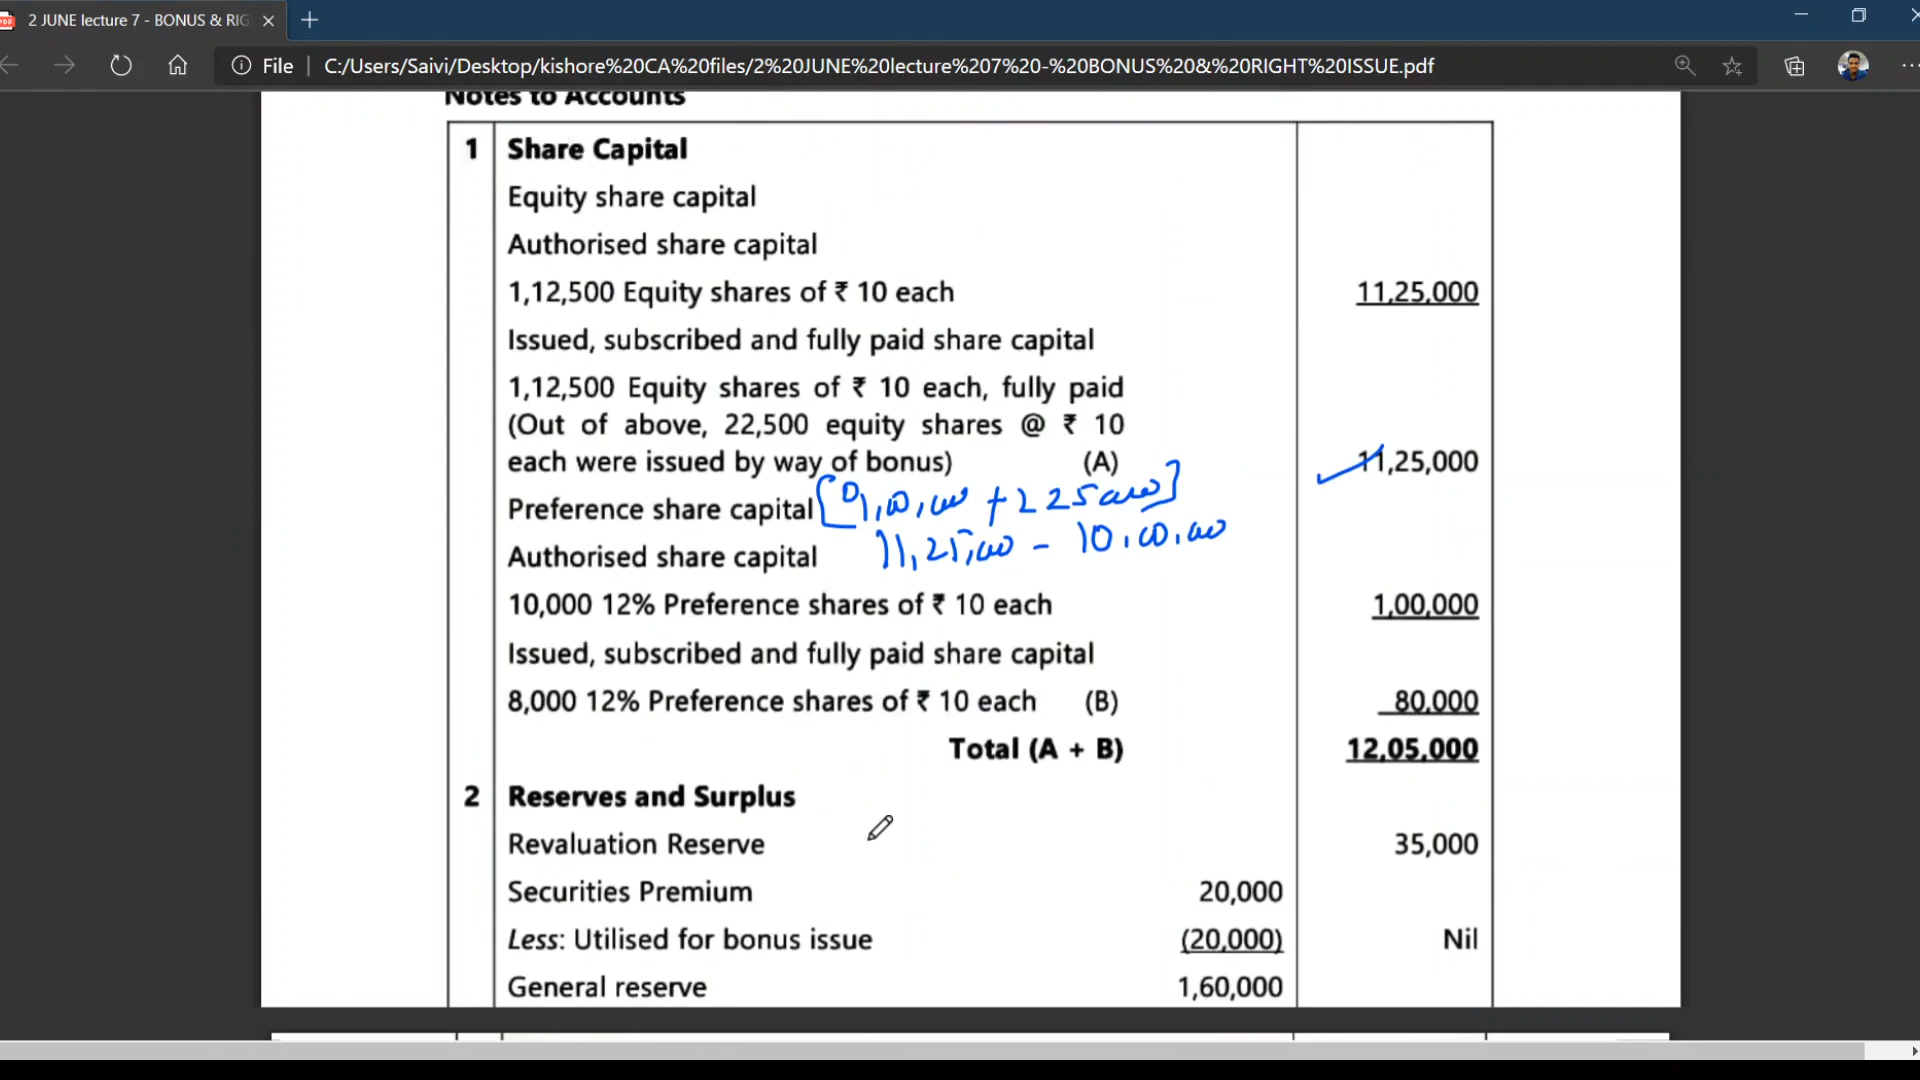 2 JUNE lecture 7 - BONUS & RIG
File | C:/Users/Saivi/Desktop/kishore%20CA%20files/2%20JUNE%20lecture%207%20-%20BONUS%20&%20RIGHT%20ISSUE.pdf
Notes to Accounts
1 Share Capital
Equity share capital
Authorised share capital
1,12,500 Equity shares of ₹ 10 each 11,25,000
Issued, subscribed and fully paid share capital
1,12,500 Equity shares of ₹ 10 each, fully paid
(Out of above, 22,500 equity shares @ ₹ 10
each were issued by way of bonus) (A) 11,25,000
Preference share capital + 225000]
Authorised share capital 11,25,000 - 10,00,000
10,000 12% Preference shares of ₹ 10 each 1,00,000
Issued, subscribed and fully paid share capital
8,000 12% Preference shares of ₹ 10 each (B) 80,000
Total (A + B) 12,05,000
2 Reserves and Surplus
Revaluation Reserve 35,000
Securities Premium 20,000
Less: Utilised for bonus issue (20,000) Nil
General reserve 1,60,000